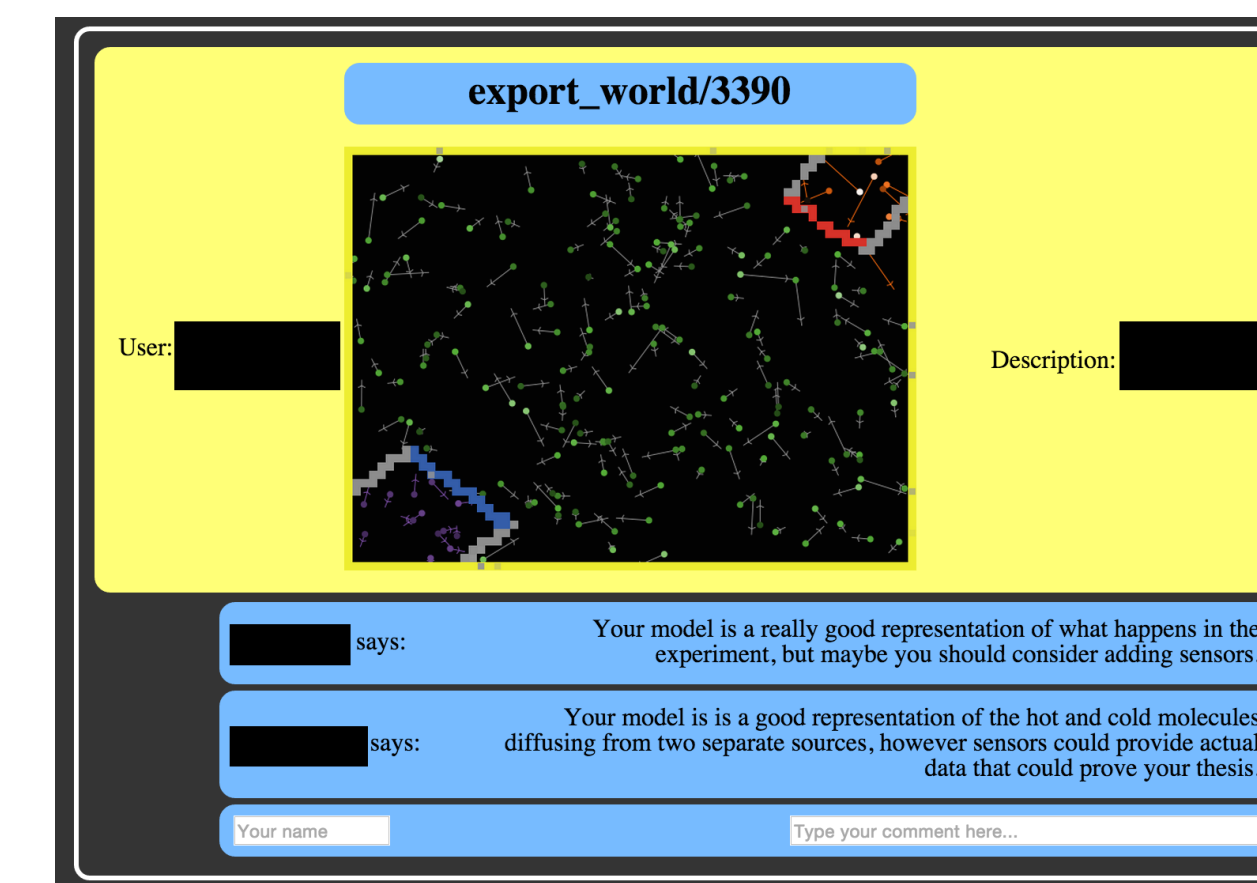 export_world/3390
User:
Description:
says:
Your model is a really good representation of what happens in the
experiment, but maybe you should consider adding sensors.
says:
Your model is is a good representation of the hot and cold molecules
diffusing from two separate sources, however sensors could provide actual
data that could prove your thesis.
Your name
Type your comment here...